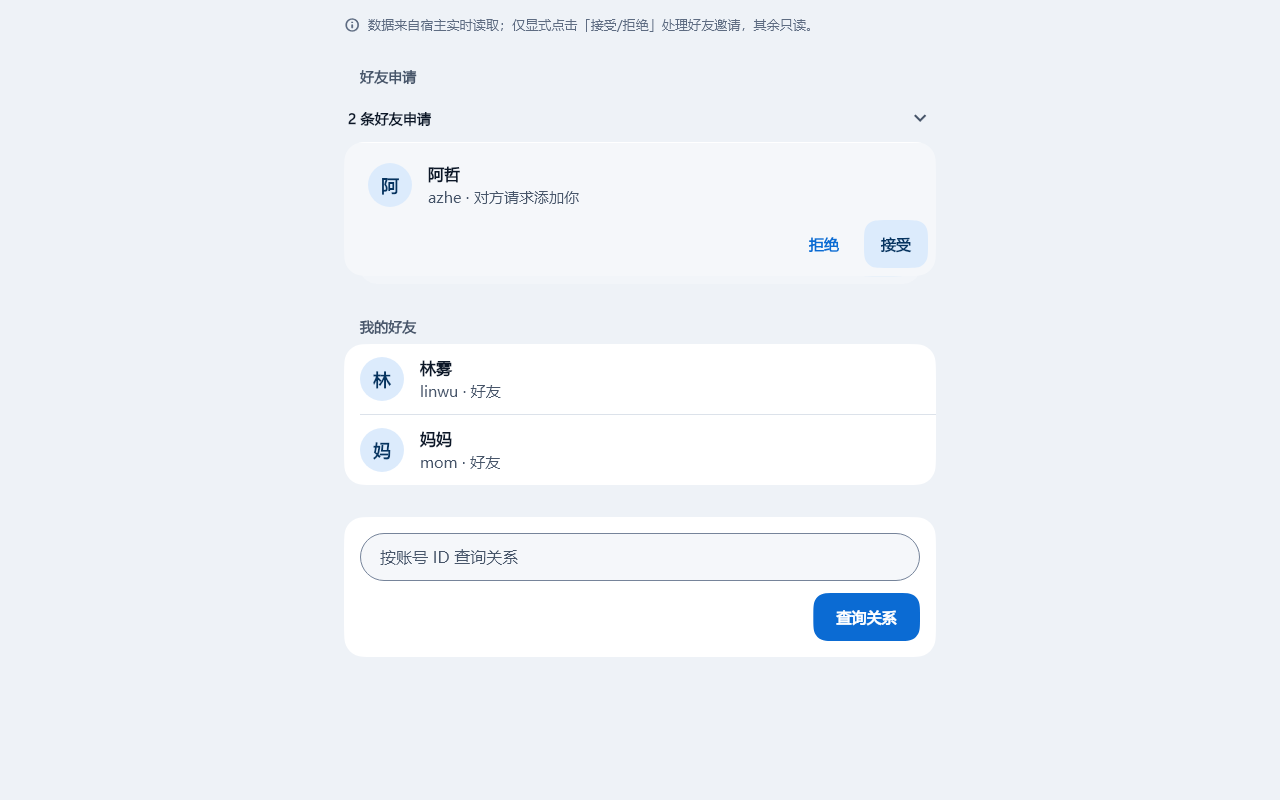 数据来自宿主实时读取；仅显式点击「接受/拒绝」处理好友邀请，其余只读。
好友申请
2 条好友申请
阿
阿哲
azhe · 对方请求添加你
拒绝
接受
我的好友
林
林雾
linwu · 好友
妈
妈妈
mom · 好友
按账号 ID 查询关系
查询关系